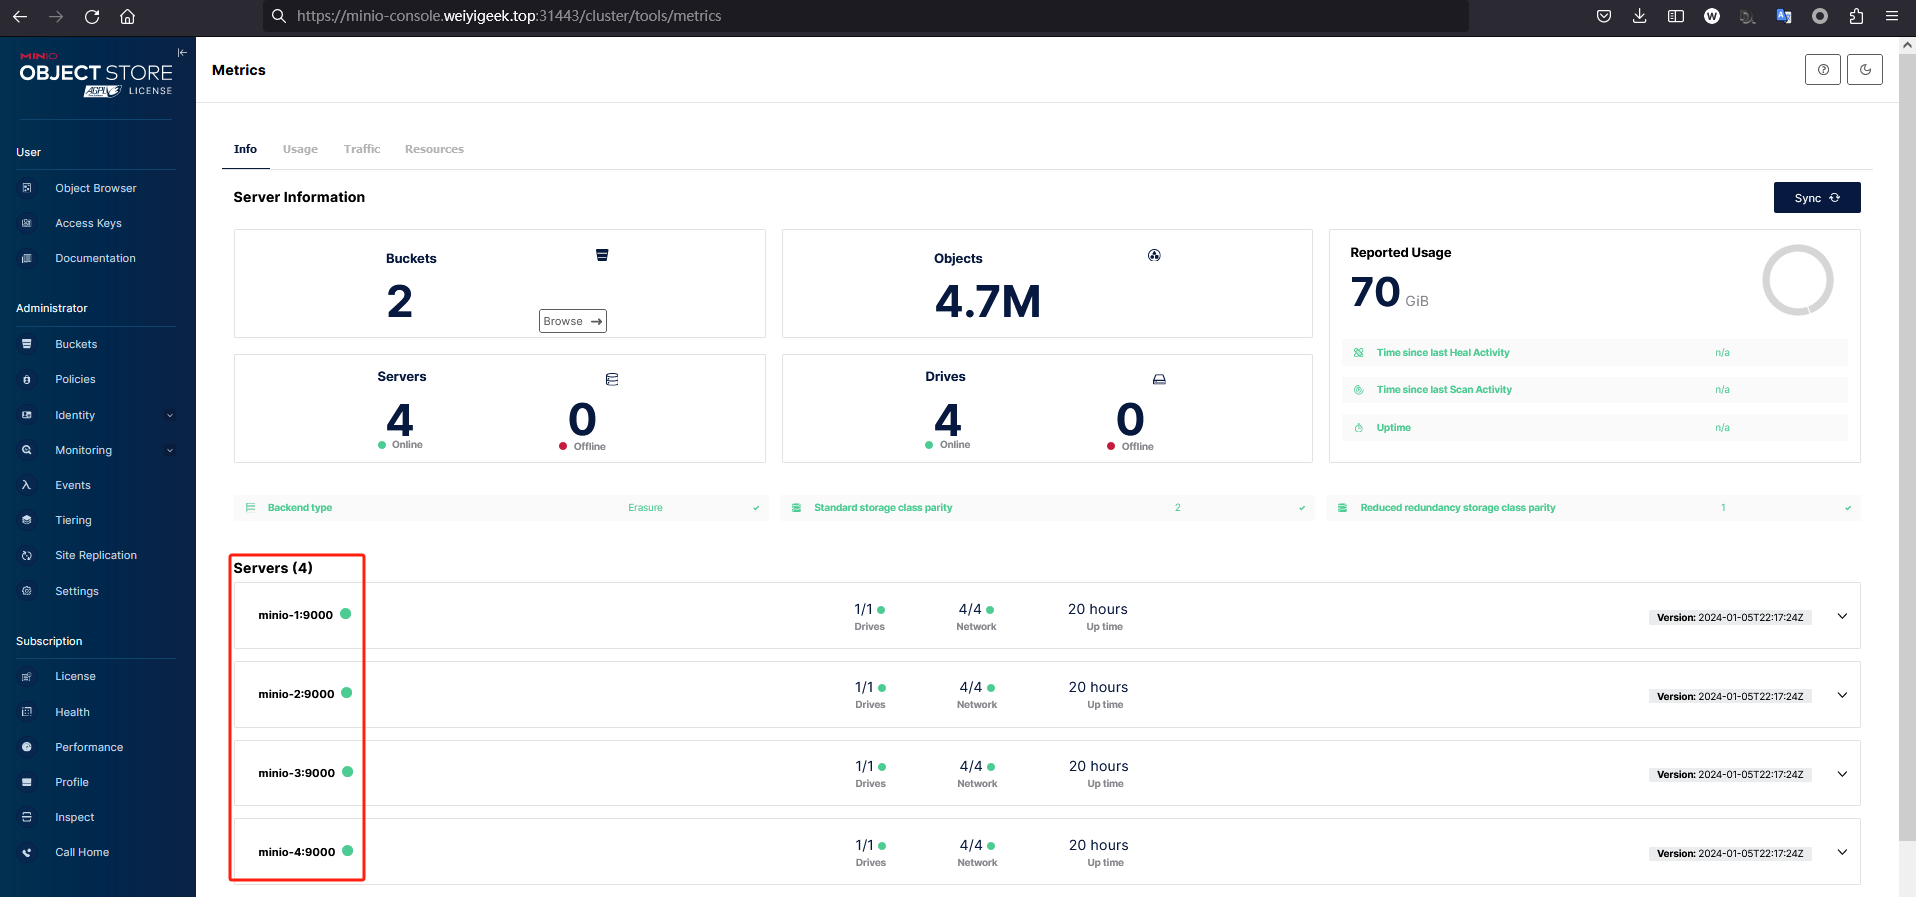 https://minio-console.weiyigeek.top:31443/cluster/tools/metrics
MINIO
OBJECT STORE
AGPL LICENSE
User
Object Browser
Access Keys
Documentation
Administrator
Buckets
Policies
Identity
Monitoring
Events
Tiering
Site Replication
Settings
Subscription
License
Health
Performance
Profile
Inspect
Call Home
Metrics
Info Usage Traffic Resources
Server Information
Sync
Buckets
2
Browse
Objects
4.7M
Reported Usage
70 GiB
Time since last Heal Activity n/a
Time since last Scan Activity n/a
Uptime n/a
Servers
4 0
Online Offline
Drives
4 0
Online Offline
Backend type Erasure
Standard storage class parity 2
Reduced redundancy storage class parity 1
Servers (4)
minio-1:9000 1/1 4/4 20 hours Version: 2024-01-05T22:17:24Z
Drives Network Up time
minio-2:9000 1/1 4/4 20 hours Version: 2024-01-05T22:17:24Z
Drives Network Up time
minio-3:9000 1/1 4/4 20 hours Version: 2024-01-05T22:17:24Z
Drives Network Up time
minio-4:9000 1/1 4/4 20 hours Version: 2024-01-05T22:17:24Z
Drives Network Up time